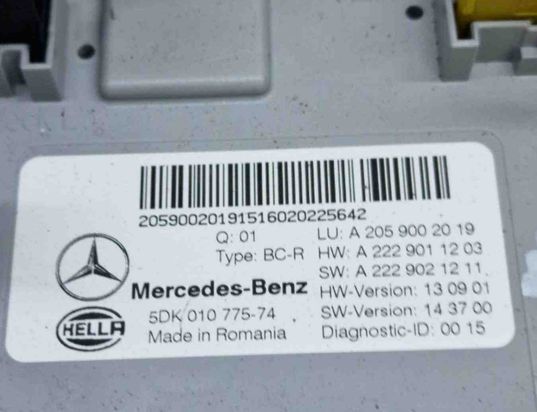 20590020191516020225642
Q: 01 LU: A 205 900 20 19
Type: BC-R HW: A 222 901 12 03
SW: A 222 902 12 11
Mercedes-Benz HW-Version: 13 09 01
HELLA 5DK 010 775-74 SW-Version: 14 37 00
Made in Romania Diagnostic-ID: 00 15